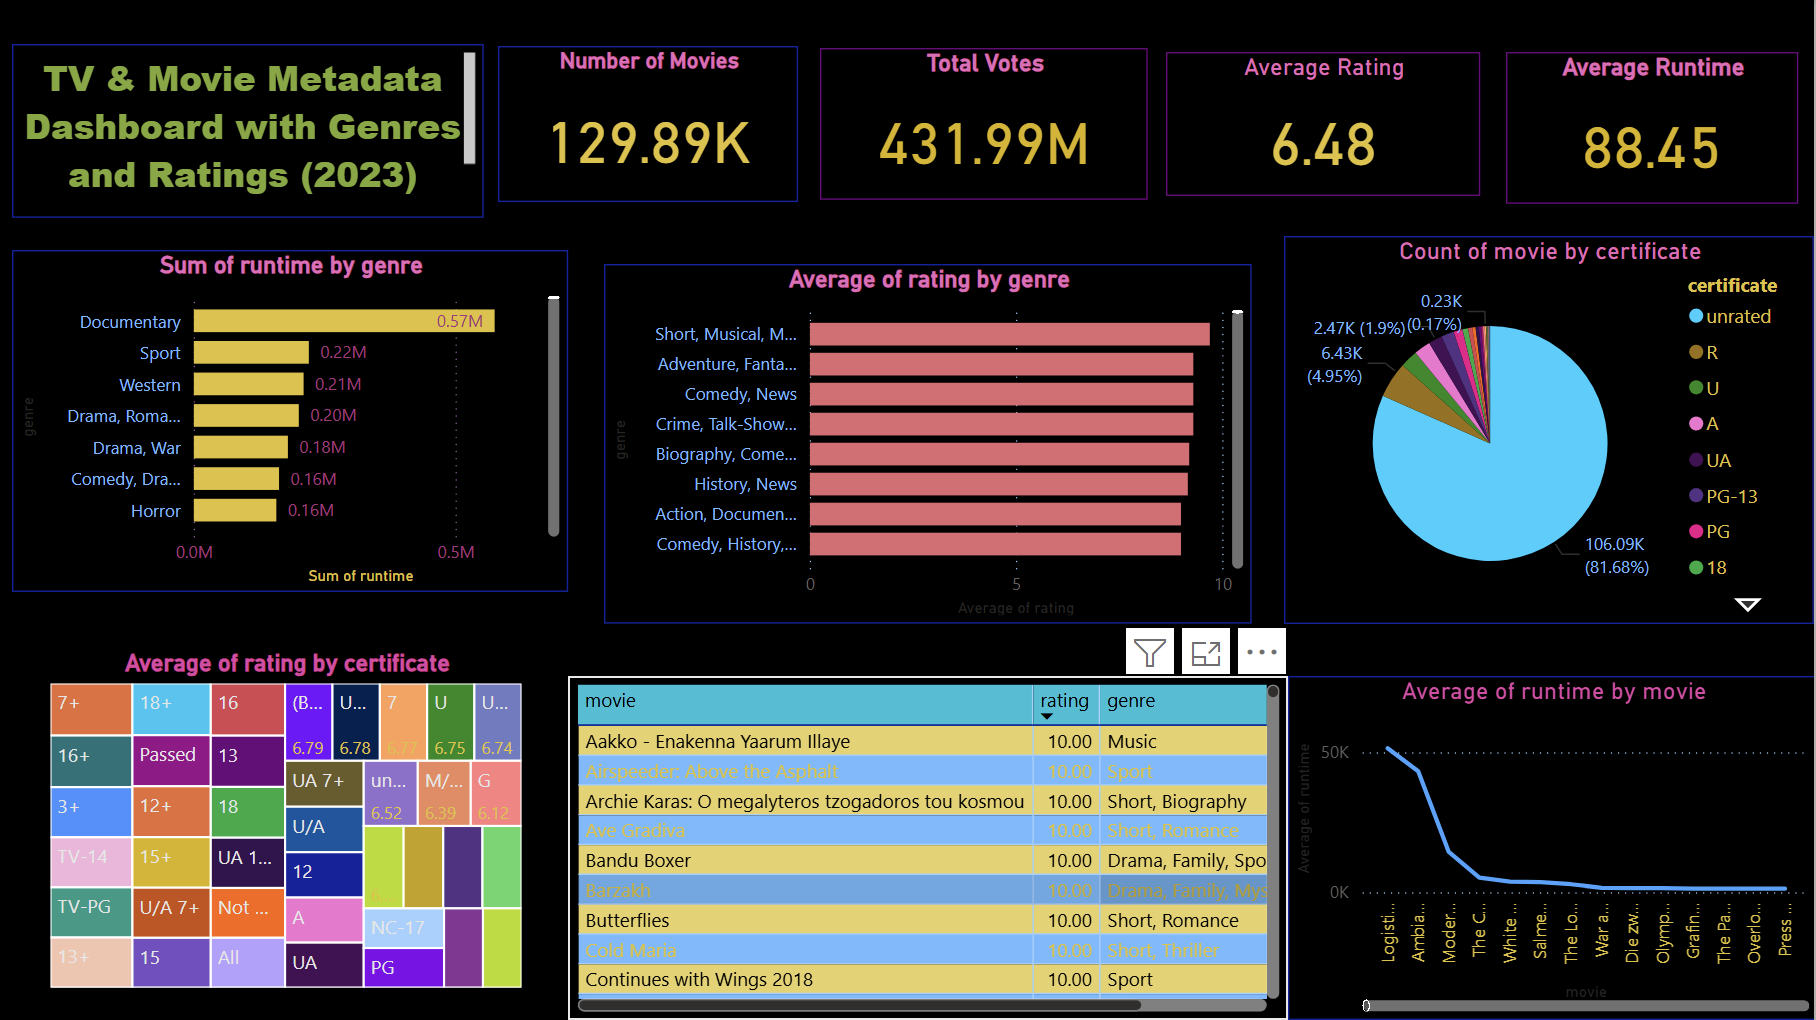 TV & Movie Metadata
Dashboard with Genres
and Ratings (2023)
Number of Movies
129.89K
Total Votes
431.99M
Average Rating
6.48
Average Runtime
88.45
Sum of runtime by genre
genre
Documentary
0.57M
Sport
0.22M
Western
0.21M
Drama, Roma...
0.20M
Drama, War
0.18M
Comedy, Dra...
0.16M
Horror
0.16M
0.0M
0.5M
Sum of runtime
Average of rating by genre
genre
Short, Musical, M...
Adventure, Fanta...
Comedy, News
Crime, Talk-Show...
Biography, Come...
History, News
Action, Documen...
Comedy, History,...
0
5
10
Average of rating
Count of movie by certificate
0.23K
(0.17%)
2.47K (1.9%)
6.43K
(4.95%)
106.09K
(81.68%)
certificate
unrated
R
U
A
UA
PG-13
PG
18
Average of rating by certificate
7+
16+
3+
TV-14
TV-PG
13+
18+
Passed
12+
15+
U/A 7+
15
16
13
18
UA 1...
Not ...
All
(B...
6.79
U...
6.78
7
6.77
U
6.75
U...
6.74
UA 7+
U/A
12
A
UA
un...
6.52
M/...
6.39
G
6.12
NC-17
PG
movie
rating
genre
Aakko - Enakenna Yaarum Illaye
10.00
Music
Airspeeder: Above the Asphalt
10.00
Sport
Archie Karas: O megalyteros tzogadoros tou kosmou
10.00
Short, Biography
Ave Gradiva
10.00
Short, Romance
Bandu Boxer
10.00
Drama, Family, Spo
Barzakh
10.00
Drama, Family, Mys
Butterflies
10.00
Short, Romance
Cold Maria
10.00
Short, Thriller
Continues with Wings 2018
10.00
Sport
Average of runtime by movie
Average of runtime
50K
0K
Logisti...
Ambia...
Moder...
The C...
White ...
Salme...
The Lo...
War a...
Die zw...
Olymp...
Grafin...
The Pa...
Overlo...
Press ...
movie